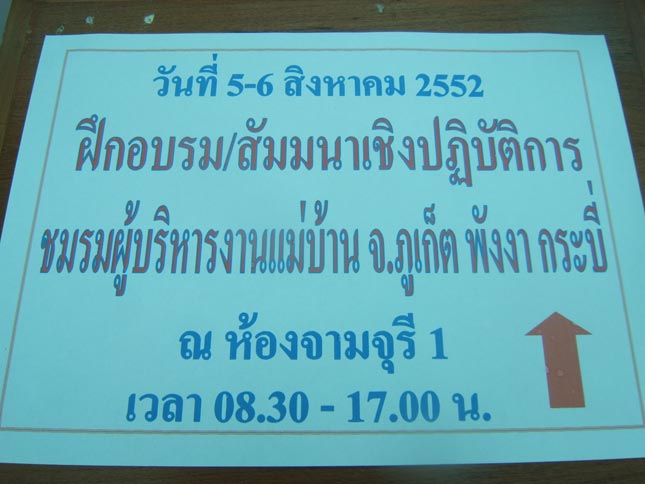 วันที่ 5-6 สิงหาคม 2552
ฝึกอบรม/สัมมนาเชิงปฏิบัติการ
ชมรมผู้บริหารงานแม่บ้าน จ.ภูเก็ต พังงา กระบี่
ณ ห้องจามจุรี 1
เวลา 08.30 - 17.00 น.